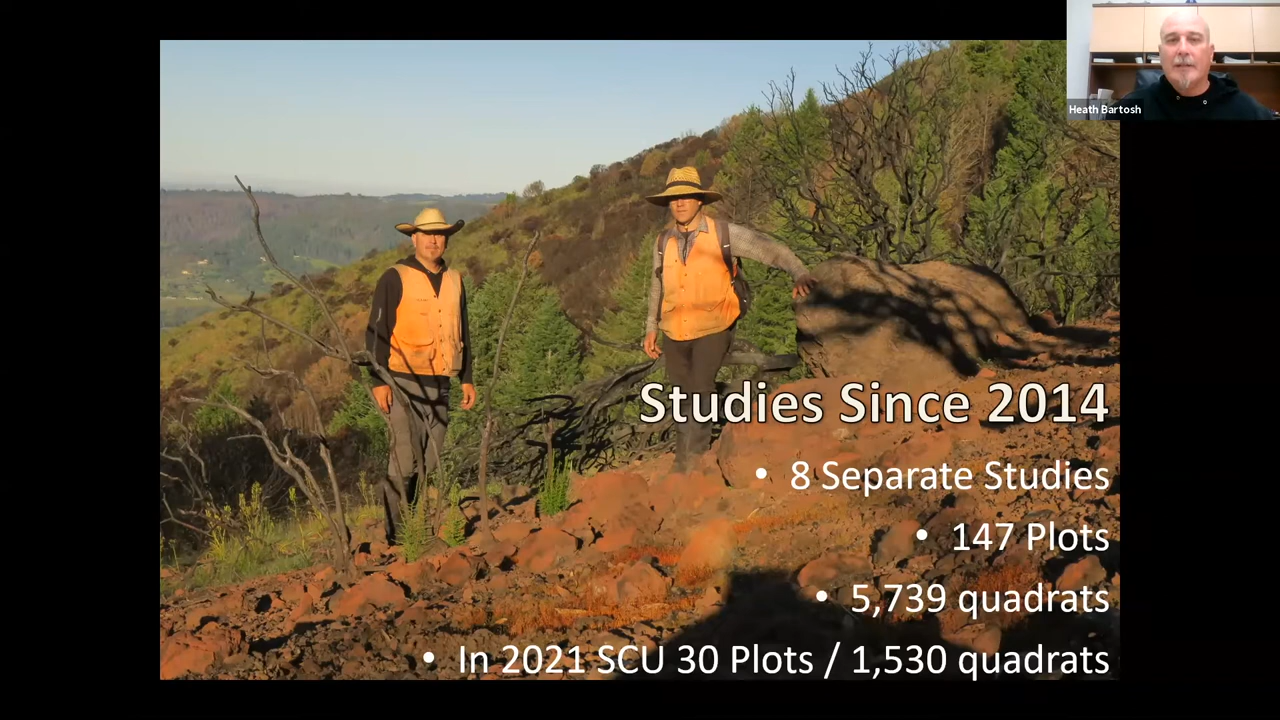 Heath Bartosh
Studies Since 2014
• 8 Separate Studies
• 147 Plots
• 5,739 quadrats
• In 2021 SCU 30 Plots / 1,530 quadrats